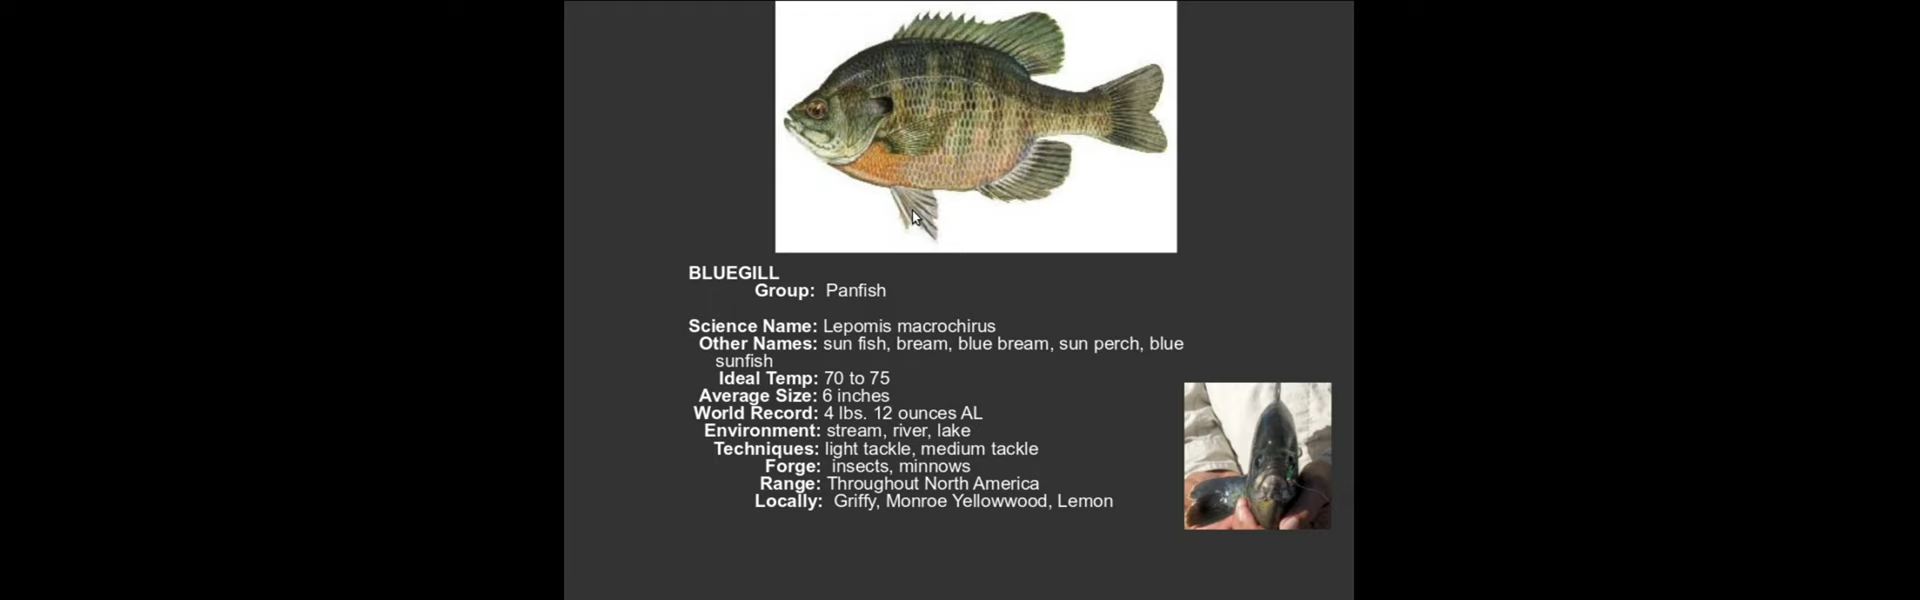 BLUEGILL
Group: Panfish
Science Name: Lepomis macrochirus
Other Names: sun fish, bream, blue bream, sun perch, blue
sunfish
Ideal Temp: 70 to 75
Average Size: 6 inches
World Record: 4 lbs. 12 ounces AL
Environment: stream, river, lake
Techniques: light tackle, medium tackle
Forge: insects, minnows
Range: Throughout North America
Locally: Griffy, Monroe Yellowwood, Lemon